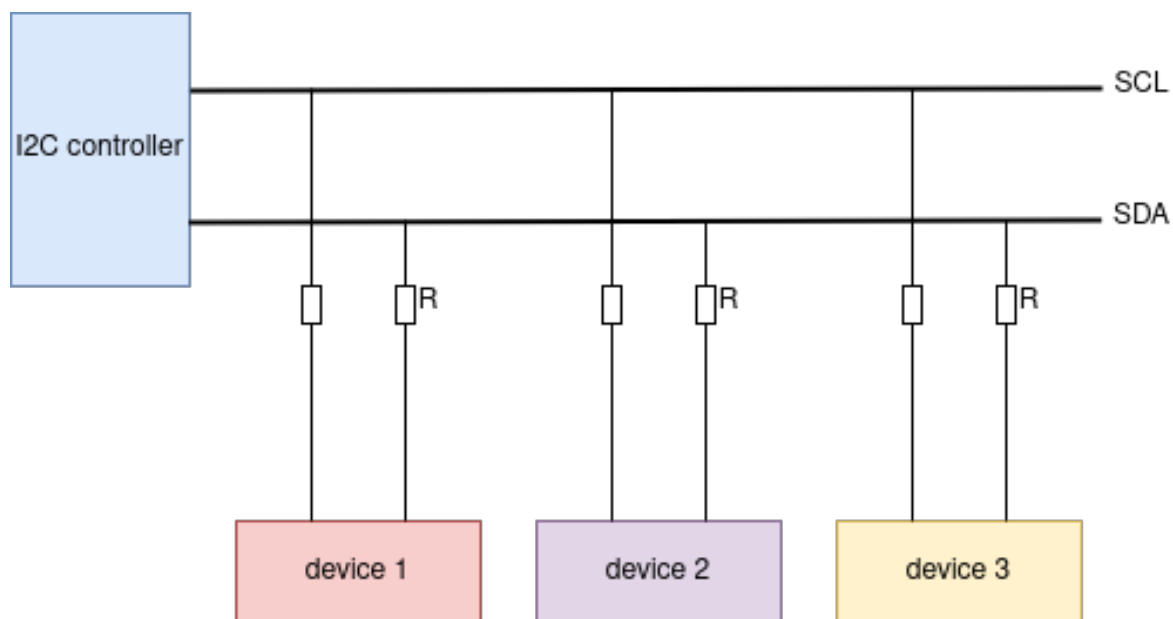 SCL
I2C controller
SDA
R
R
R
device 1
device 2
device 3